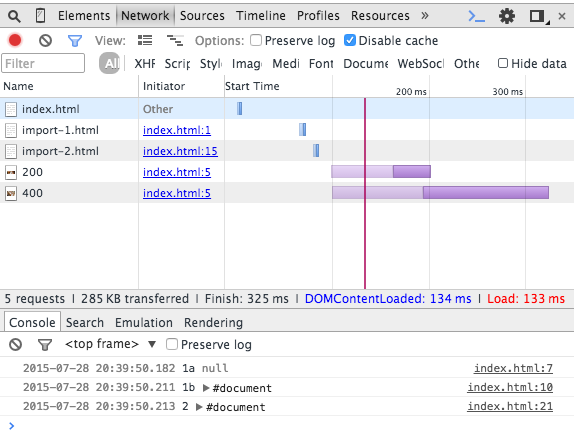 Elements Network Sources Timeline Profiles Resources »
View: Options: Preserve log Disable cache
Filter All XHR Scrip Style Imag Medi Font Docume WebSock Othe Hide data
Name Initiator Start Time 200 ms 300 ms
index.html Other
import-1.html index.html:1
import-2.html index.html:15
200 index.html:5
400 index.html:5
5 requests | 285 KB transferred | Finish: 325 ms | DOMContentLoaded: 134 ms | Load: 133 ms
Console Search Emulation Rendering
<top frame> ▼ Preserve log
2015-07-28 20:39:50.182 1a null index.html:7
2015-07-28 20:39:50.211 1b ▶#document index.html:10
2015-07-28 20:39:50.213 2 ▶#document index.html:21